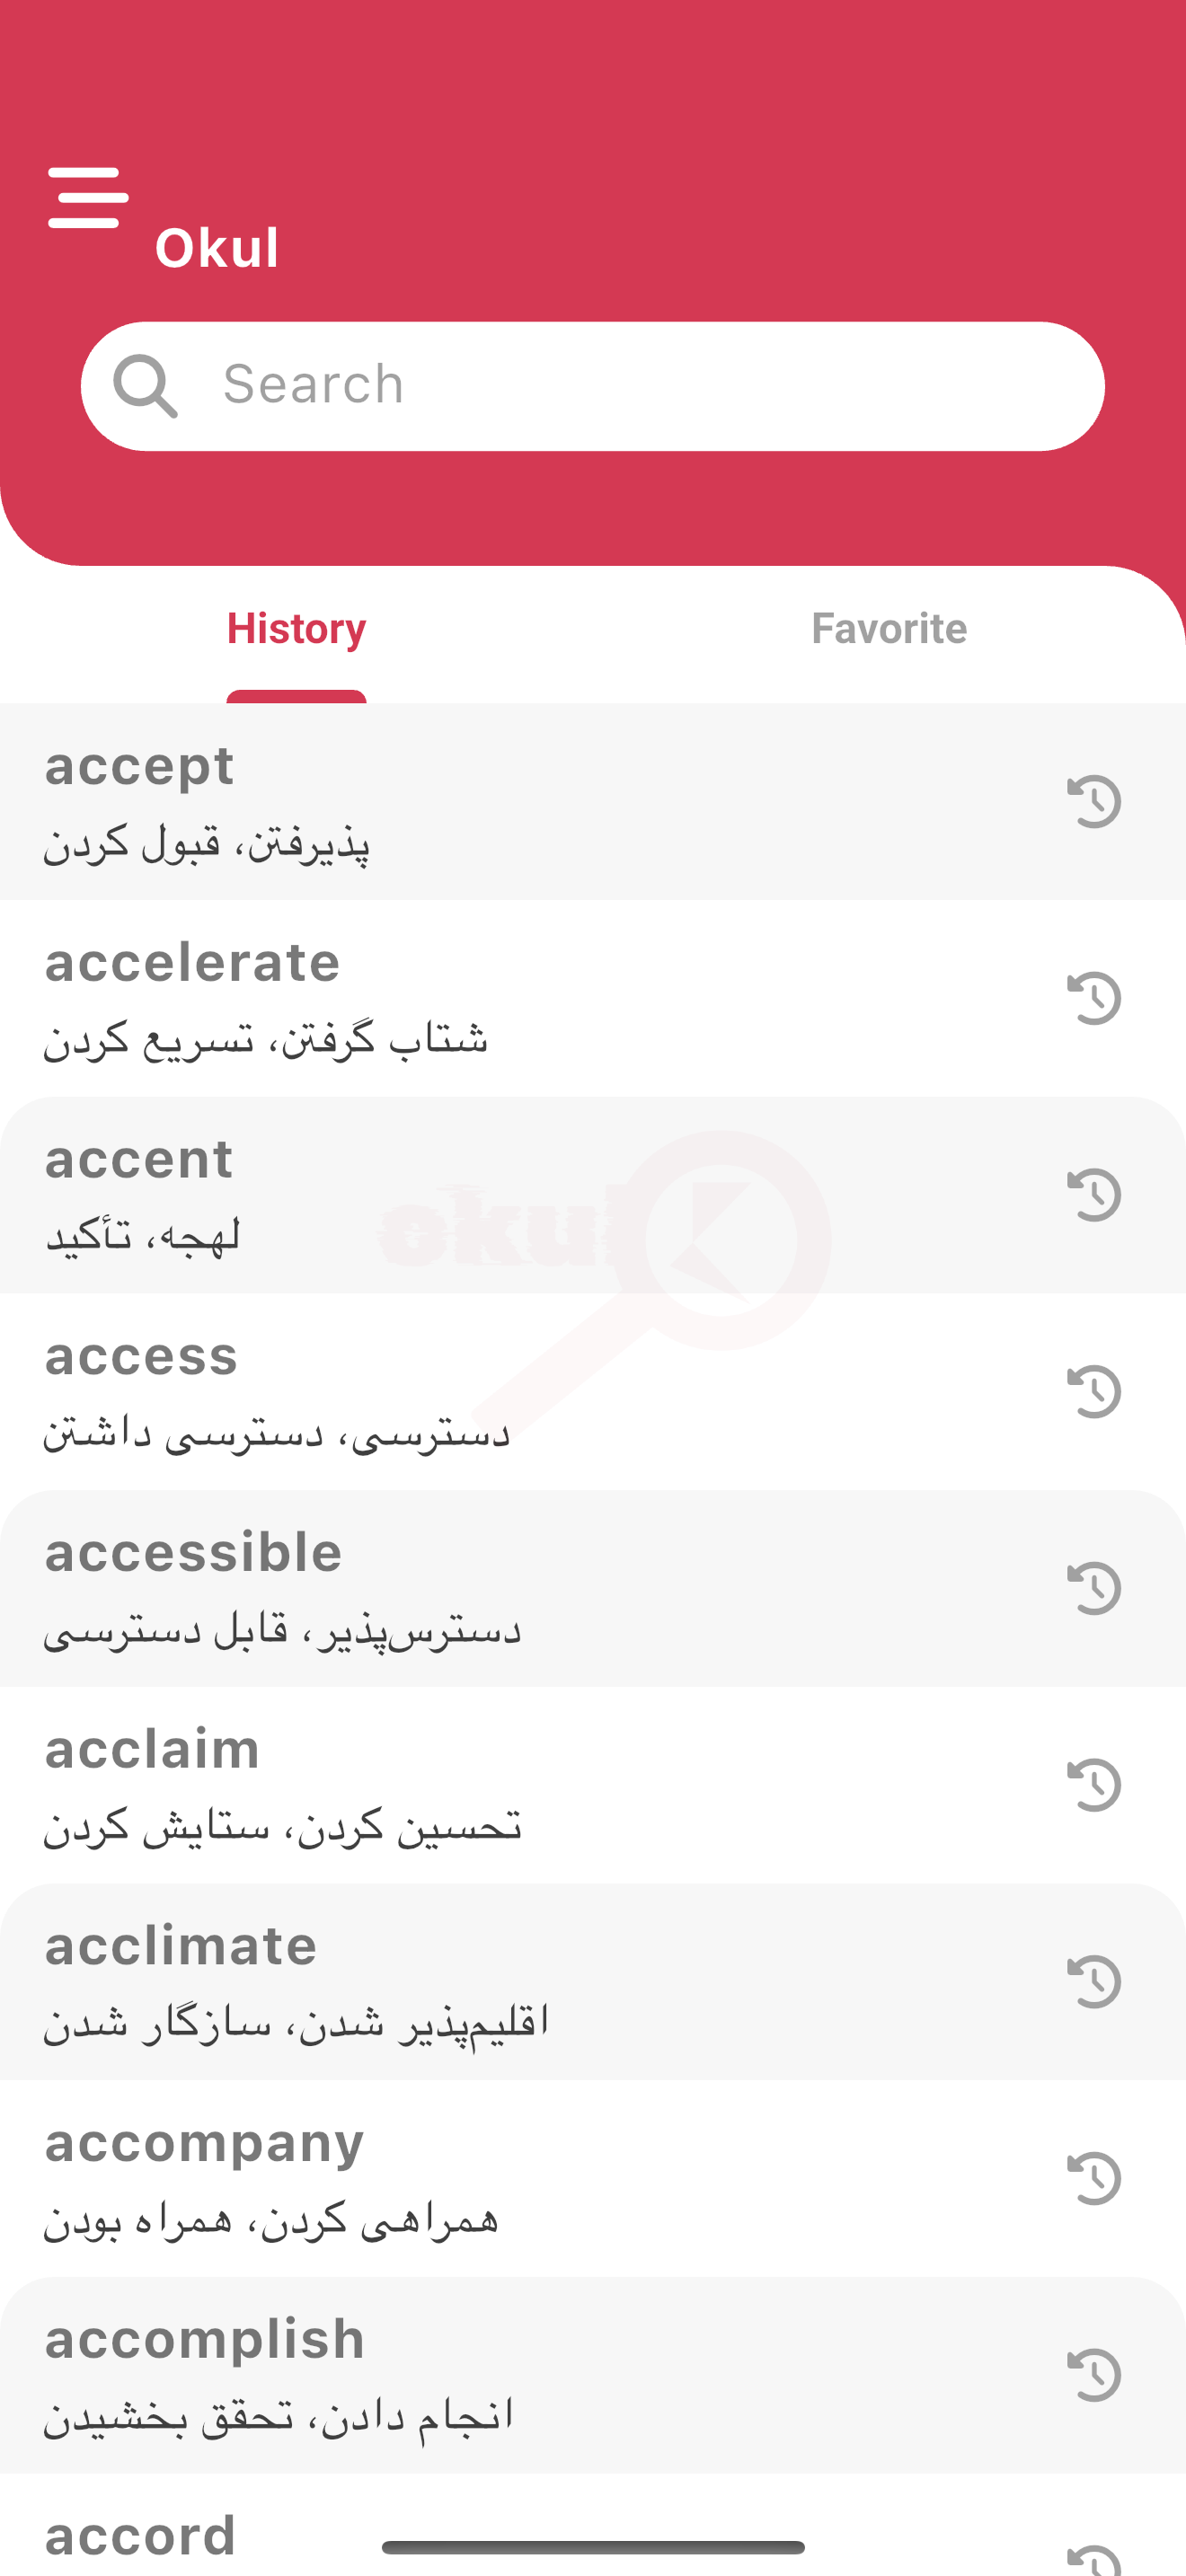 Okul
Search
History
Favorite
accept
پذیرفتن، قبول کردن
accelerate
شتاب گرفتن، تسریع کردن
accent
لهجه، تأکید
okul
access
دسترسی، دسترسی داشتن
accessible
دسترس‌پذیر، قابل دسترسی
acclaim
تحسین کردن، ستایش کردن
acclimate
اقلیم‌پذیر شدن، سازگار شدن
accompany
همراهی کردن، همراه بودن
accomplish
انجام دادن، تحقق بخشیدن
accord